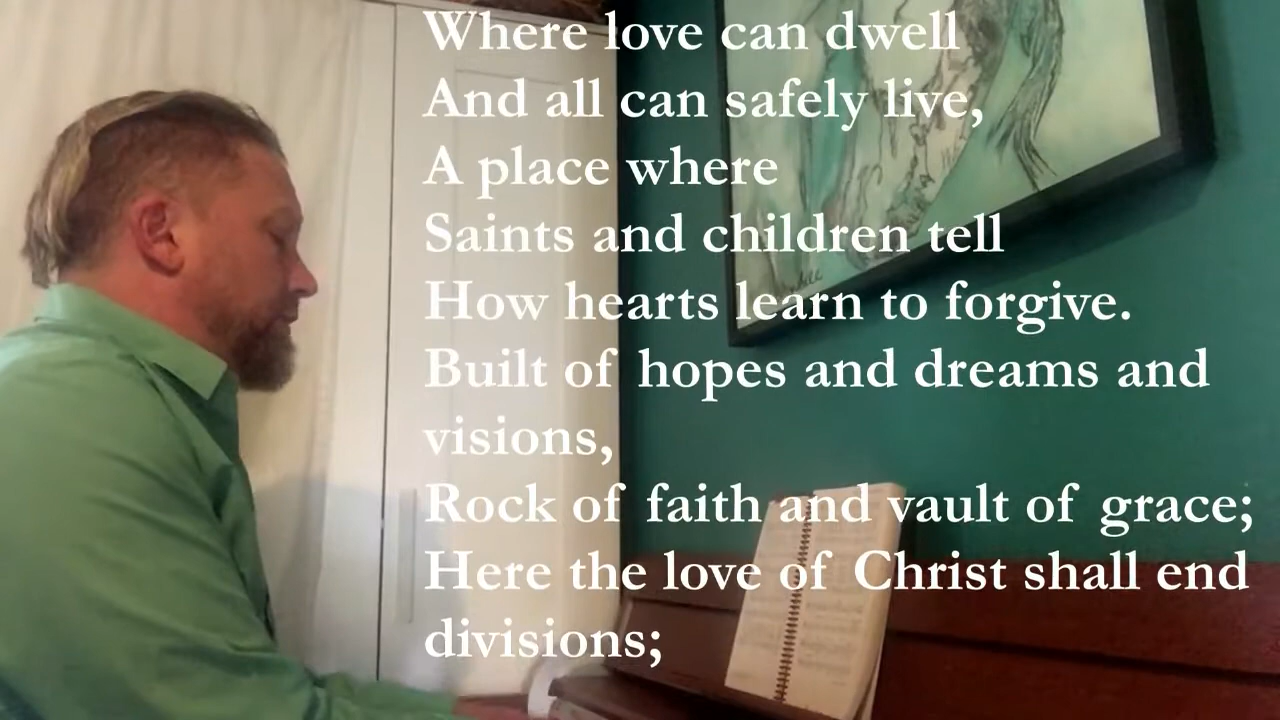 Where love can dwell
And all can safely live,
A place where
Saints and children tell
How hearts learn to forgive.
Built of hopes and dreams and
visions,
Rock of faith and vault of grace;
Here the love of Christ shall end
divisions;